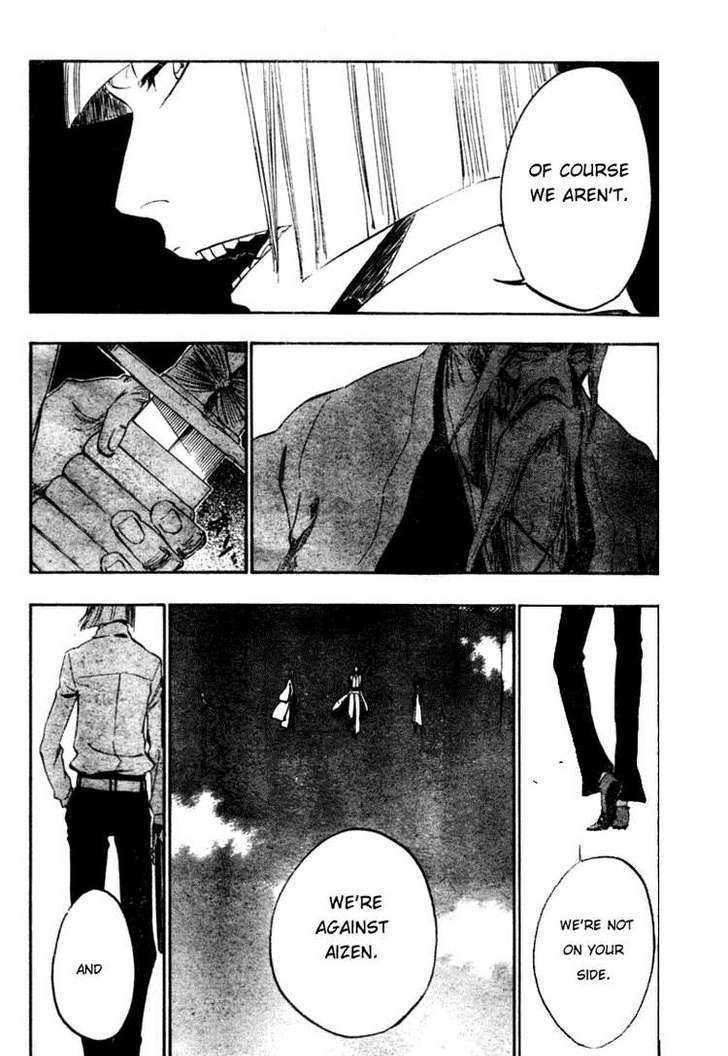 OF COURSE
WE AREN'T.
WE'RE NOT
ON YOUR
SIDE.
WE'RE
AGAINST
AIZEN.
AND